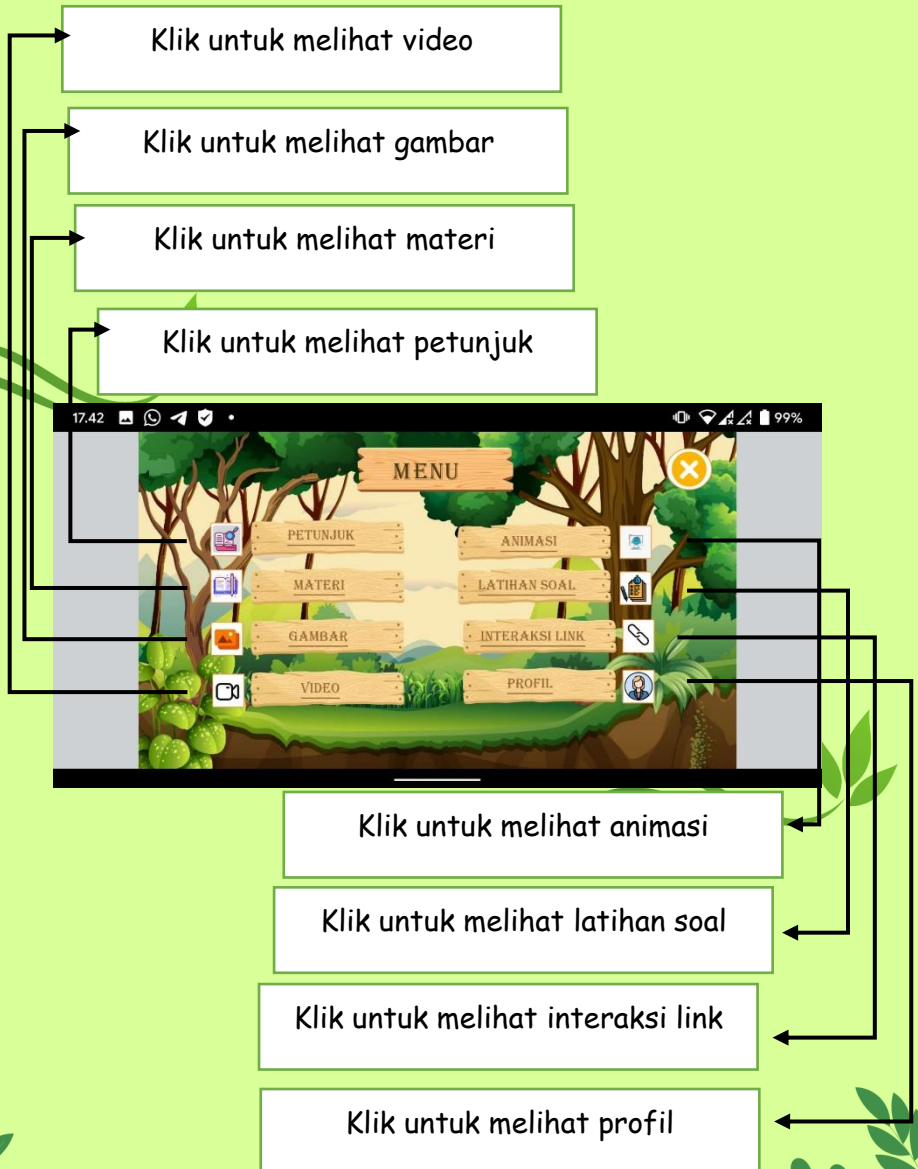 Klik untuk melihat video
Klik untuk melihat gambar
Klik untuk melihat materi
Klik untuk melihat petunjuk
17.42
99%
MENU
PETUNJUK
ANIMASI
MATERI
LATIHAN SOAL
GAMBAR
INTERAKSI LINK
VIDEO
PROFIL
Klik untuk melihat animasi
Klik untuk melihat latihan soal
Klik untuk melihat interaksi link
Klik untuk melihat profil